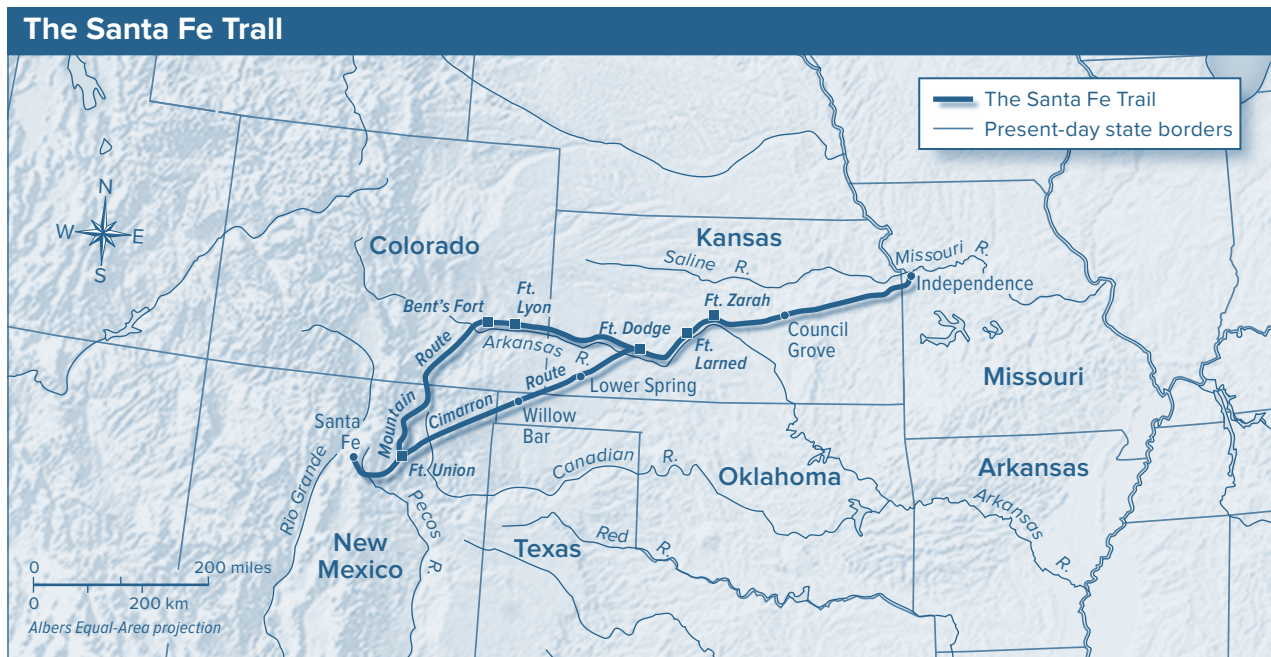 The Santa Fe Trall
The Santa Fe Trail
Present-day state borders
N
W
E
S
Colorado
Kansas
Saline R.
Missouri R.
Independence
Bent's Fort
Ft.
Lyon
Ft. Zarah
Ft. Dodge
Council
Grove
Arkansas R.
Ft.
Larned
Route
Mountain
Cimarron Route
Lower Spring
Willow
Bar
Missouri
Santa
Fe
Ft. Union
Canadian R.
Oklahoma
Arkansas
Arkansas R.
Rio Grande
Pecos R.
New
Mexico
Texas
Red R.
0 200 miles
0 200 km
Albers Equal-Area projection